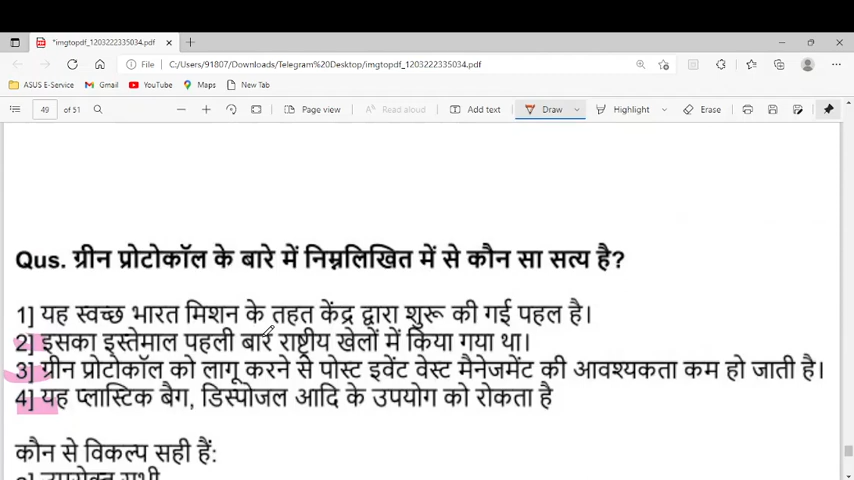 *imgtopdf_1203222335034.pdf
File C:/Users/91807/Downloads/Telegram%20Desktop/imgtopdf_1203222335034.pdf
ASUS E-Service Gmail YouTube Maps New Tab
49 of 51 Page view Read aloud Add text Draw Highlight Erase
Qus. ग्रीन प्रोटोकॉल के बारे में निम्नलिखित में से कौन सा सत्य है?
1] यह स्वच्छ भारत मिशन के तहत केंद्र द्वारा शुरू की गई पहल है।
2] इसका इस्तेमाल पहली बार राष्ट्रीय खेलों में किया गया था।
3] ग्रीन प्रोटोकॉल को लागू करने से पोस्ट इवेंट वेस्ट मैनेजमेंट की आवश्यकता कम हो जाती है।
4] यह प्लास्टिक बैग, डिस्पोजल आदि के उपयोग को रोकता है
कौन से विकल्प सही हैं: